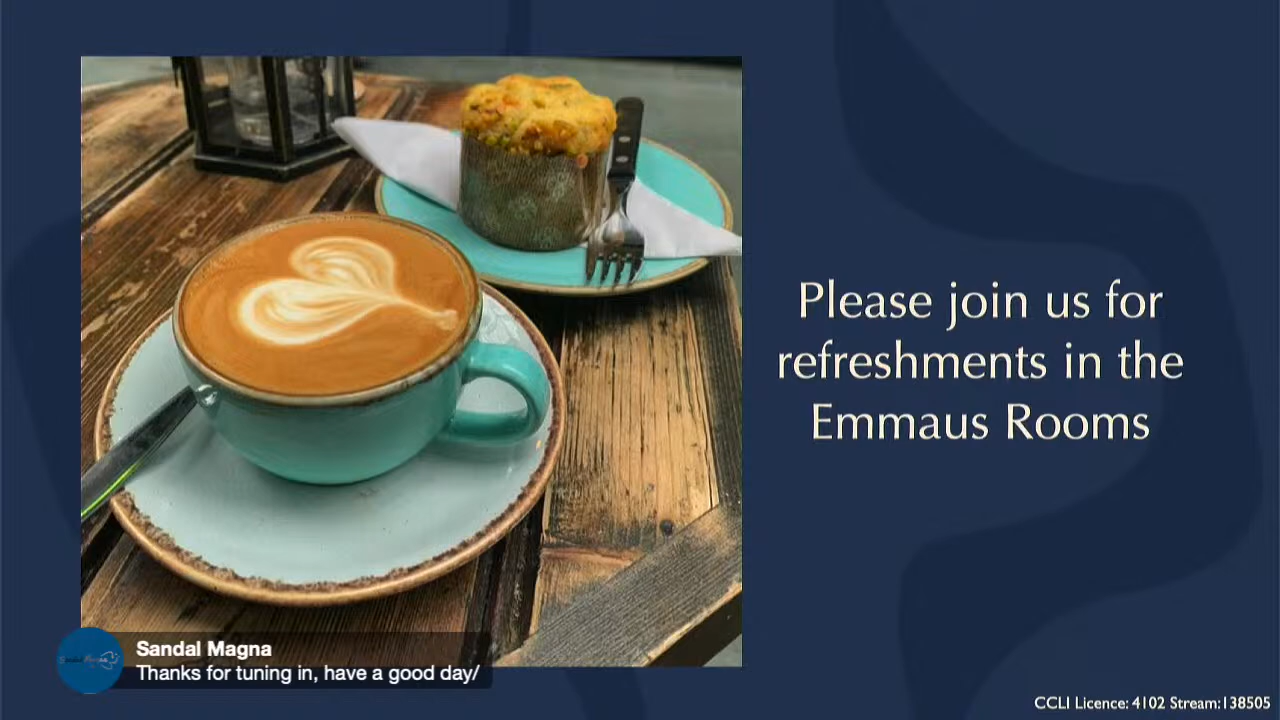 Please join us for
refreshments in the
Emmaus Rooms
Sandal Magna
Thanks for tuning in, have a good day/
CCLI Licence: 4102 Stream:138505